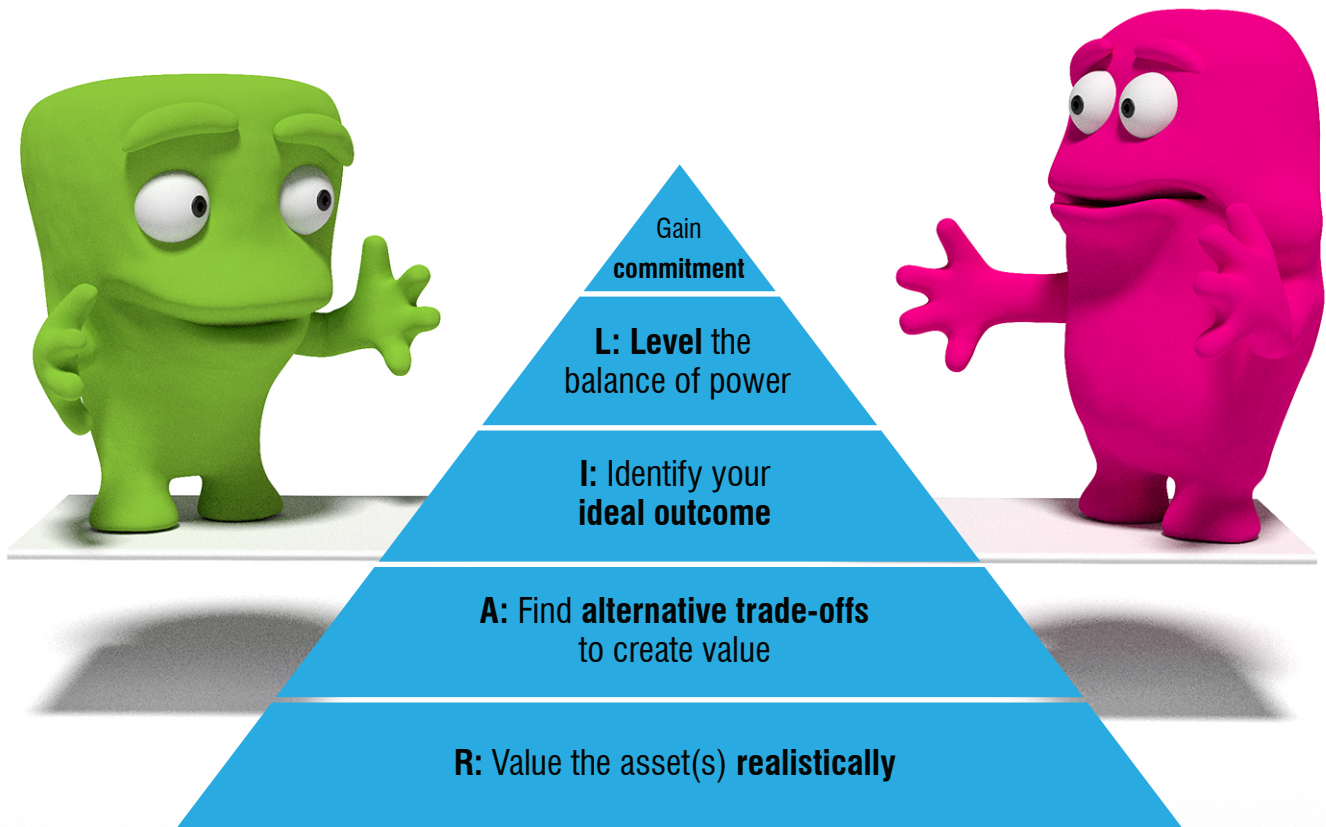 Gain
commitment
L: Level the
balance of power
I: Identify your
ideal outcome
A: Find alternative trade-offs
to create value
R: Value the asset(s) realistically